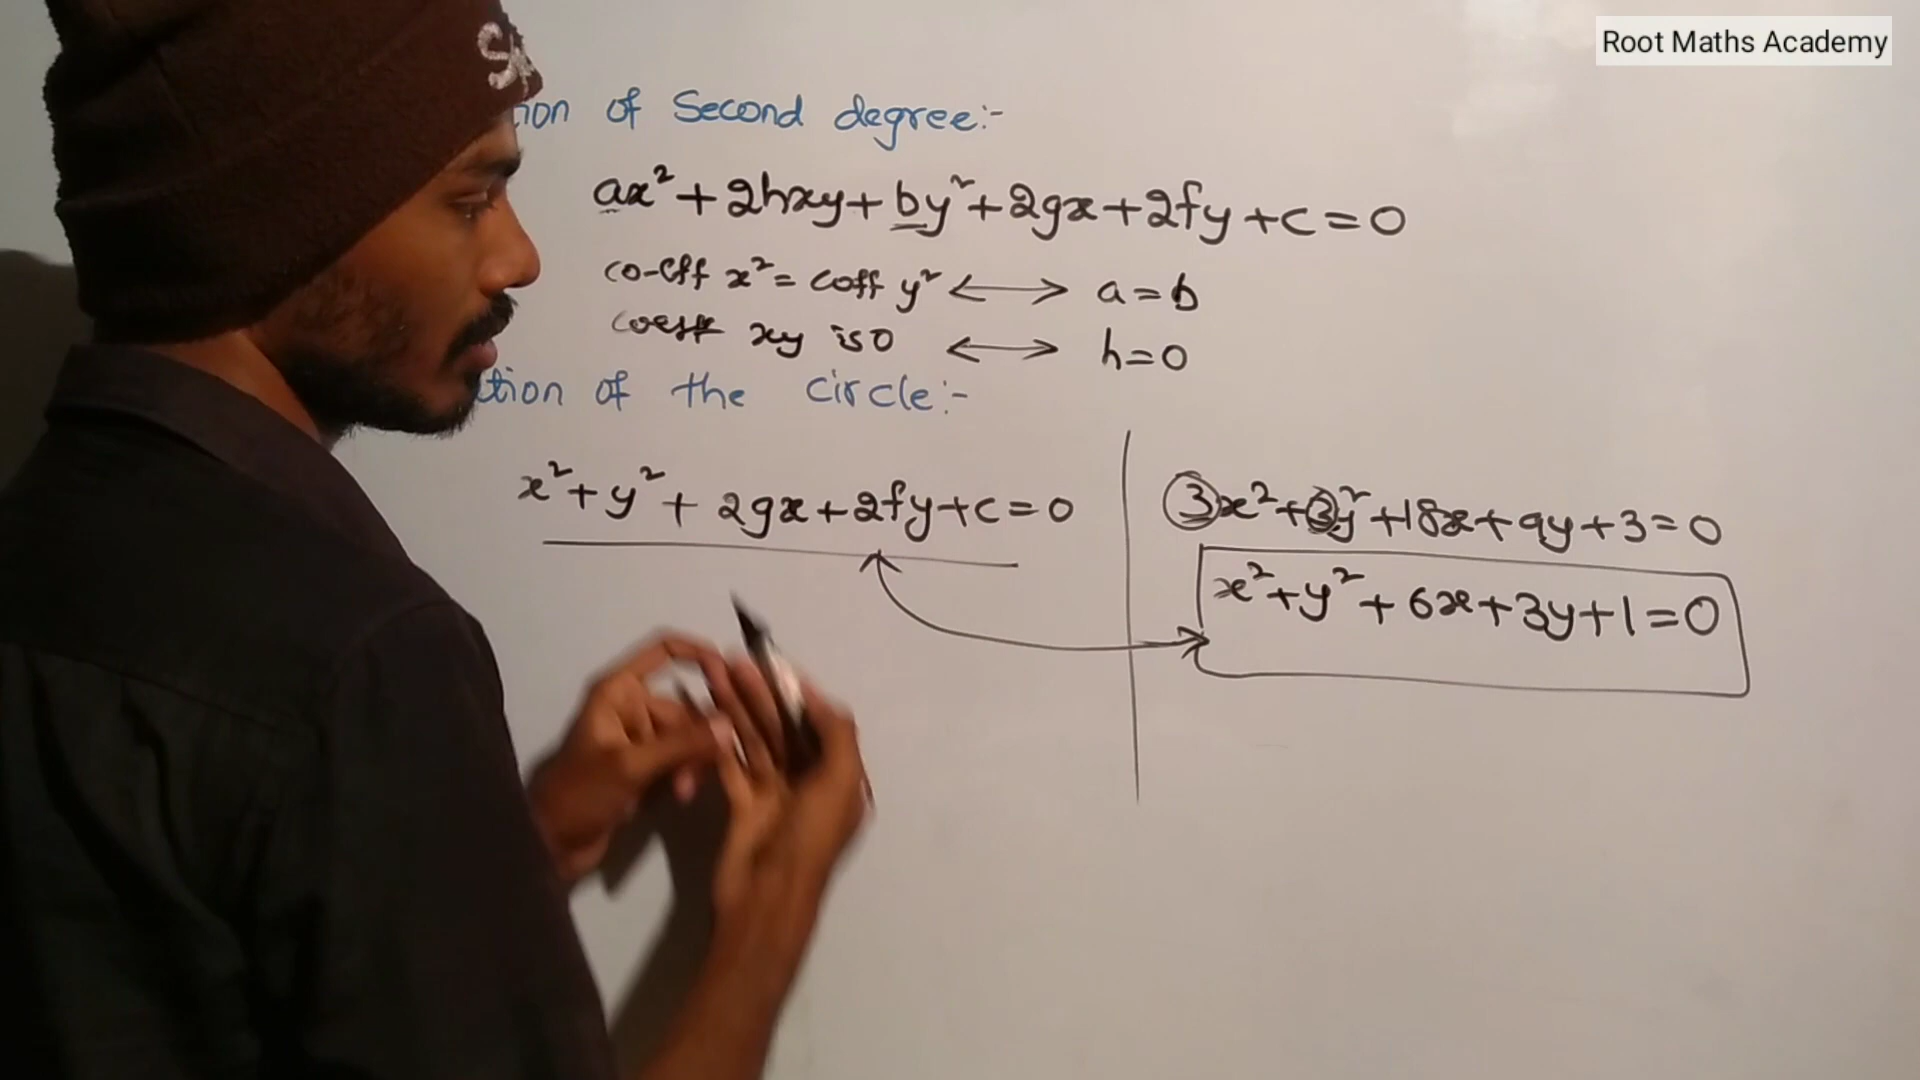 Root Maths Academy
of Second degree:-
ax² + 2hxy + by² + 2gx + 2fy + c = 0
co-eff x² = coff y² ⟷ a = b
coeff xy is 0 ⟷ h = 0
of the circle:-
x² + y² + 2gx + 2fy + c = 0
3x² + 3y² + 18x + 9y + 3 = 0
x² + y² + 6x + 3y + 1 = 0